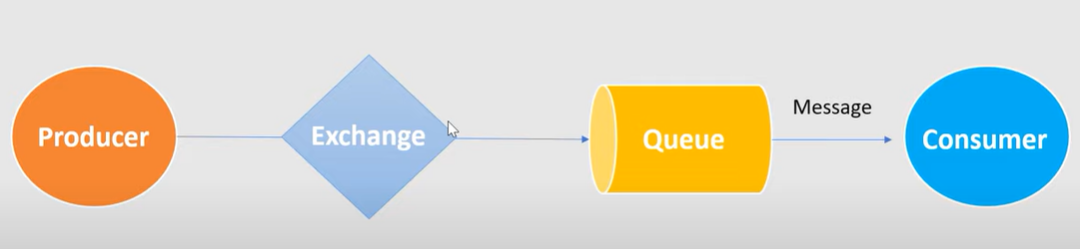 Producer
Exchange
Queue
Message
Consumer